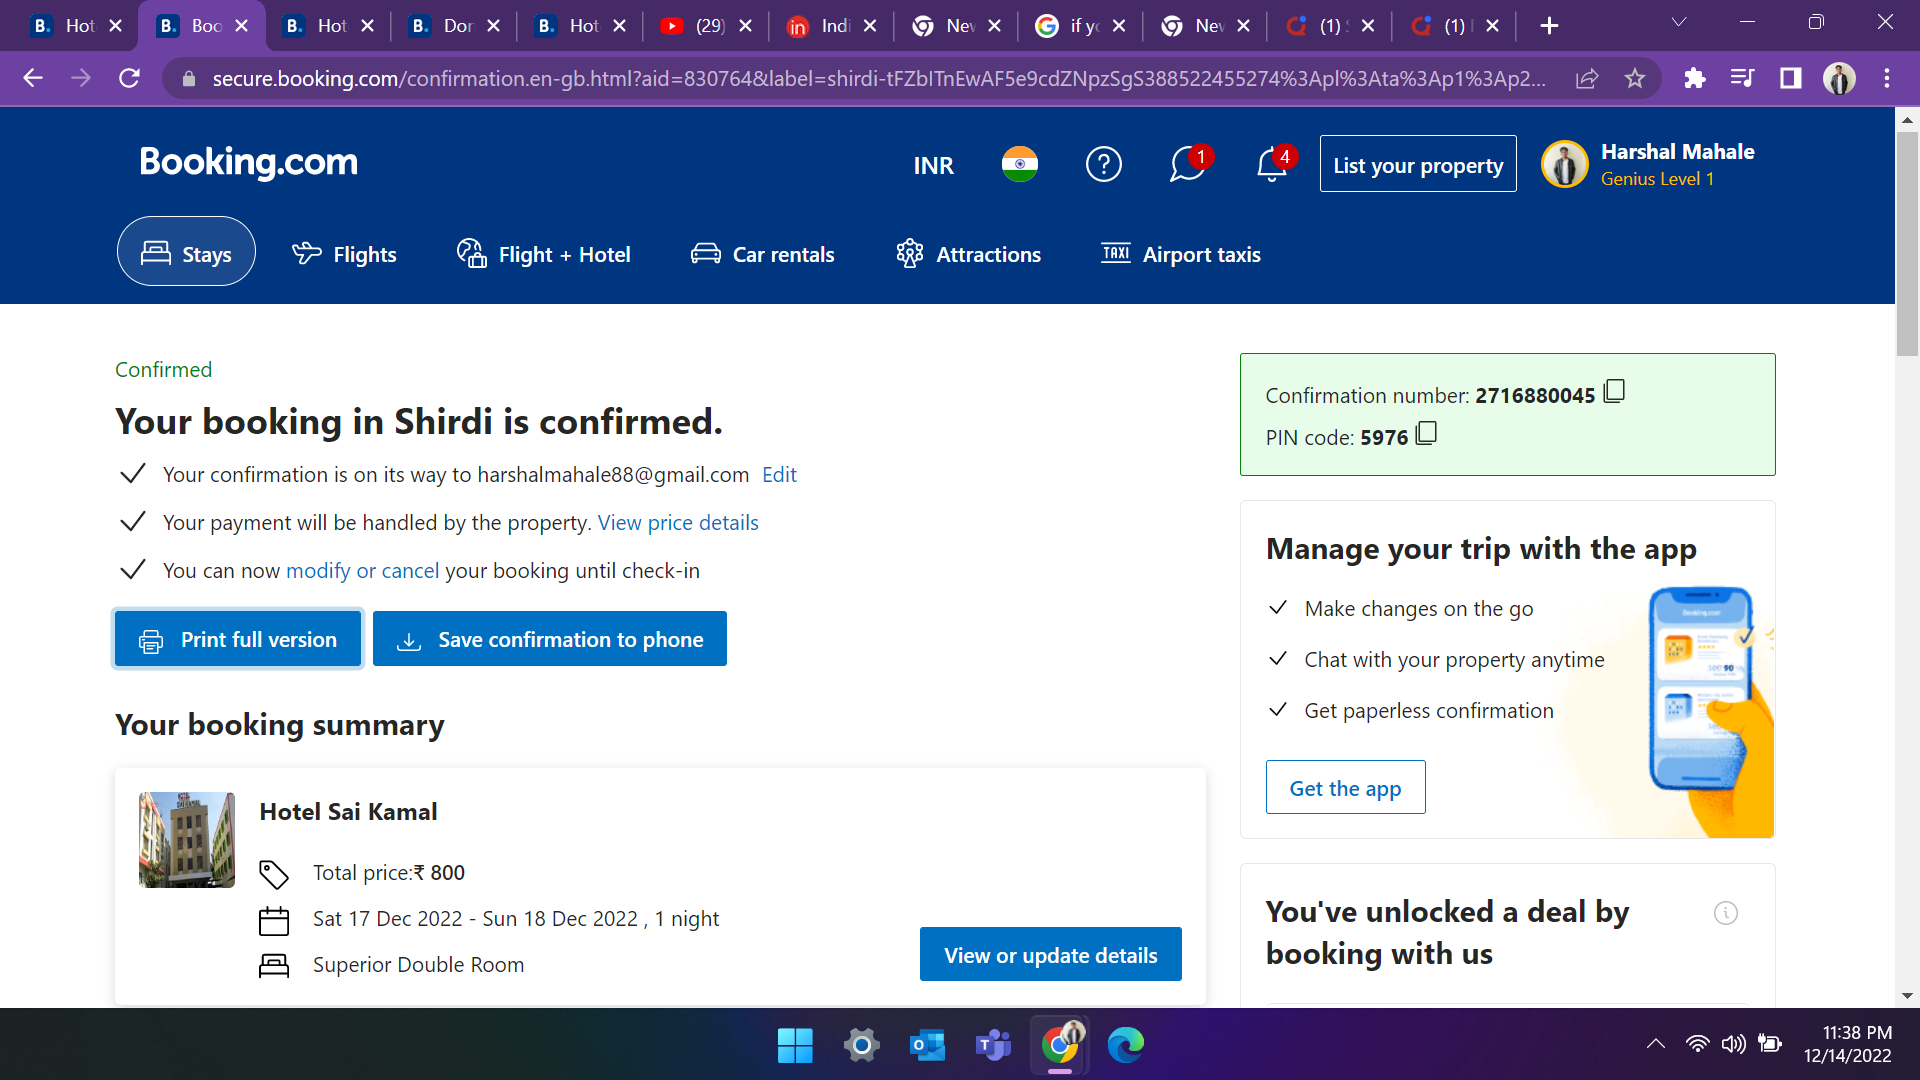 Hot
Boo
Hot
Dor
Hot
(29)
Indi
New
if yo
New
(1)
(1)
secure.booking.com/confirmation.en-gb.html?aid=830764&label=shirdi-tFZbITnEwAF5e9cdZNpzSgS388522455274%3Apl%3Ata%3Ap1%3Ap2...
Booking.com
INR
1
4
List your property
Harshal Mahale
Genius Level 1
Stays
Flights
Flight + Hotel
Car rentals
Attractions
TAXI Airport taxis
Confirmed
Your booking in Shirdi is confirmed.
Your confirmation is on its way to harshalmahale88@gmail.com Edit
Your payment will be handled by the property. View price details
You can now modify or cancel your booking until check-in
Print full version
Save confirmation to phone
Your booking summary
Hotel Sai Kamal
Total price:₹ 800
Sat 17 Dec 2022 - Sun 18 Dec 2022 , 1 night
Superior Double Room
View or update details
Confirmation number: 2716880045
PIN code: 5976
Manage your trip with the app
Make changes on the go
Chat with your property anytime
Get paperless confirmation
Get the app
Booking.com
You've unlocked a deal by
booking with us
11:38 PM
12/14/2022